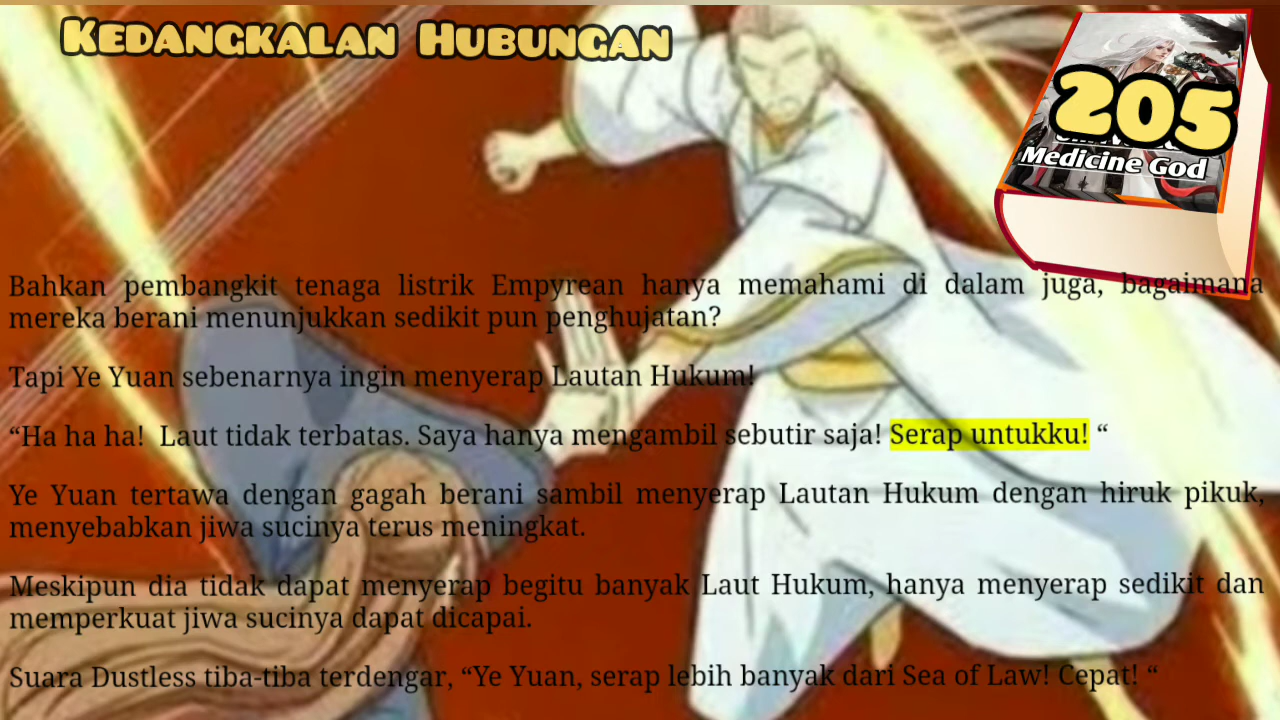 Kedangkalan Hubungan
205
Medicine God
Bahkan pembangkit tenaga listrik Empyrean hanya memahami di dalam juga, bagaimana
mereka berani menunjukkan sedikit pun penghujatan?
Tapi Ye Yuan sebenarnya ingin menyerap Lautan Hukum!
“Ha ha ha! Laut tidak terbatas. Saya hanya mengambil sebutir saja! Serap untukku! “
Ye Yuan tertawa dengan gagah berani sambil menyerap Lautan Hukum dengan hiruk pikuk,
menyebabkan jiwa sucinya terus meningkat.
Meskipun dia tidak dapat menyerap begitu banyak Laut Hukum, hanya menyerap sedikit dan
memperkuat jiwa sucinya dapat dicapai.
Suara Dustless tiba-tiba terdengar, “Ye Yuan, serap lebih banyak dari Sea of Law! Cepat! “